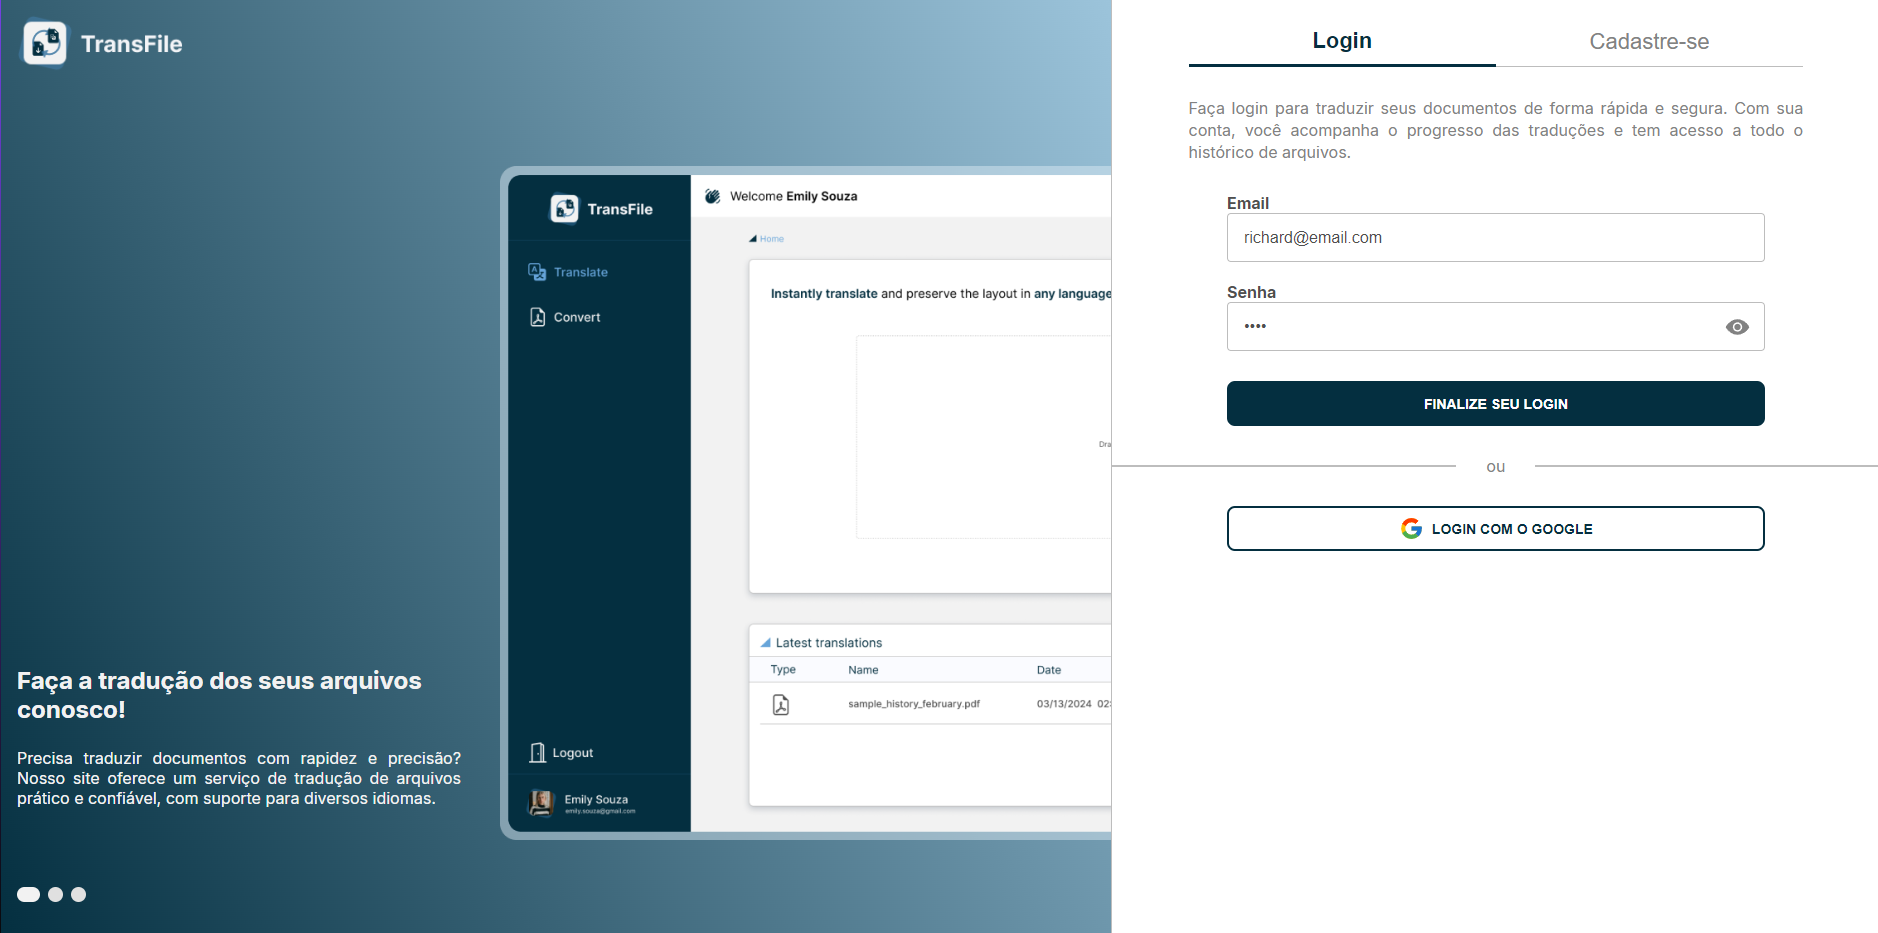 TransFile
Faça a tradução dos seus arquivos
conosco!
Precisa traduzir documentos com rapidez e precisão?
Nosso site oferece um serviço de tradução de arquivos
prático e confiável, com suporte para diversos idiomas.
TransFile
Translate
Convert
Logout
Emily Souza
emily.souza@gmail.com
Welcome Emily Souza
Home
Instantly translate and preserve the layout in any language
Dra
Latest translations
Type Name Date
sample_history_february.pdf 03/13/2024 02:
Login Cadastre-se
Faça login para traduzir seus documentos de forma rápida e segura. Com sua
conta, você acompanha o progresso das traduções e tem acesso a todo o
histórico de arquivos.
Email
richard@email.com
Senha
••••
FINALIZE SEU LOGIN
ou
LOGIN COM O GOOGLE